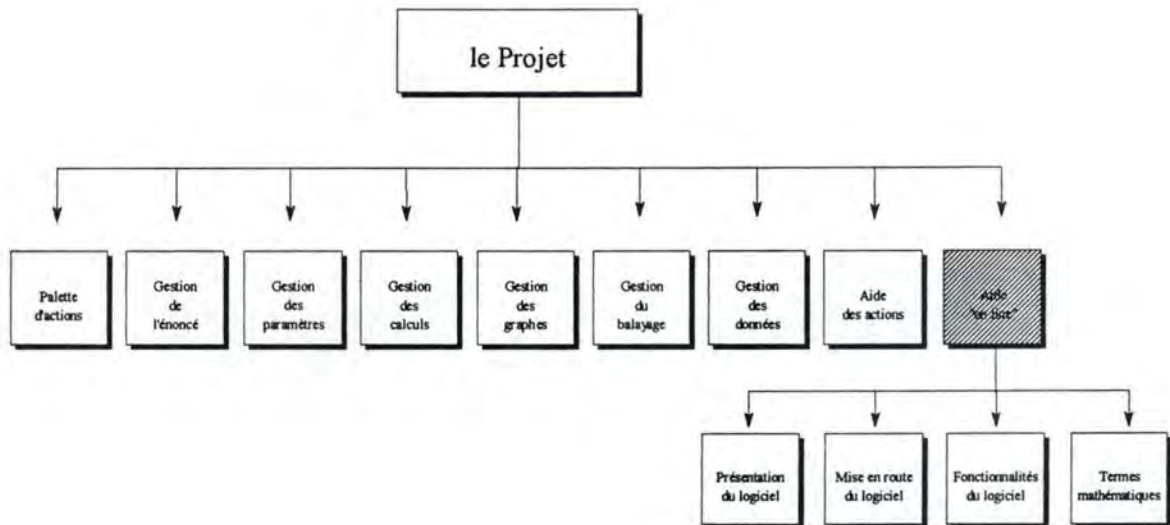 le Projet
Palette
d'actions
Gestion
de
l'énoncé
Gestion
des
paramètres
Gestion
des
calculs
Gestion
des
graphes
Gestion
du
balayage
Gestion
des
données
Aide
des actions
Aide
"en liste"
Présentation
du logiciel
Mise en route
du logiciel
Fonctionnalités
du logiciel
Termes
mathématiques